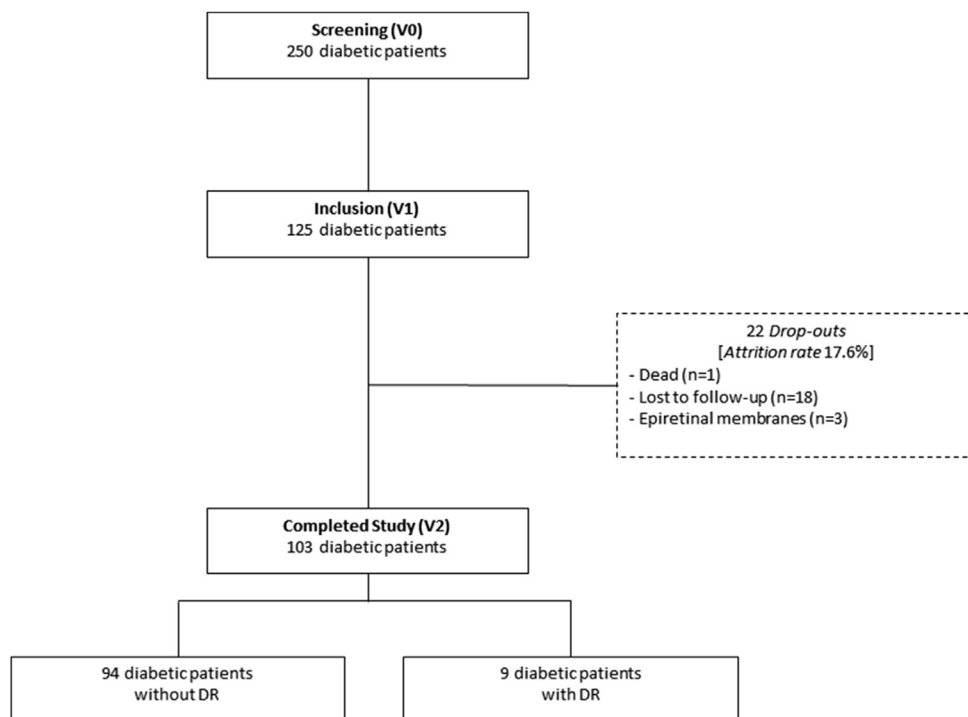 Screening (V0)
250 diabetic patients
Inclusion (V1)
125 diabetic patients
22 Drop-outs
[Attrition rate 17.6%]
- Dead (n=1)
- Lost to follow-up (n=18)
- Epiretinal membranes (n=3)
Completed Study (V2)
103 diabetic patients
94 diabetic patients
without DR
9 diabetic patients
with DR